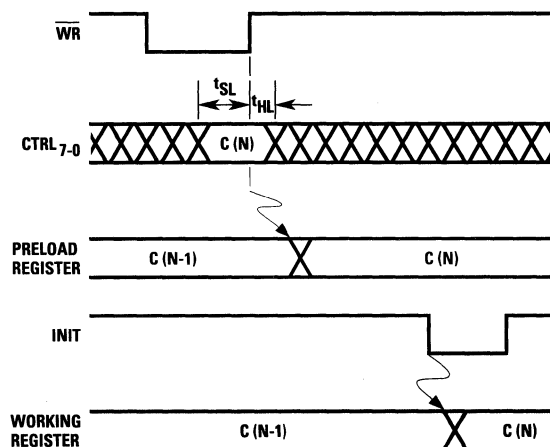 WR
tSL
tHL
CTRL 7-0
C (N)
PRELOAD
REGISTER
C (N-1)
C (N)
INIT
WORKING
REGISTER
C (N-1)
C (N)